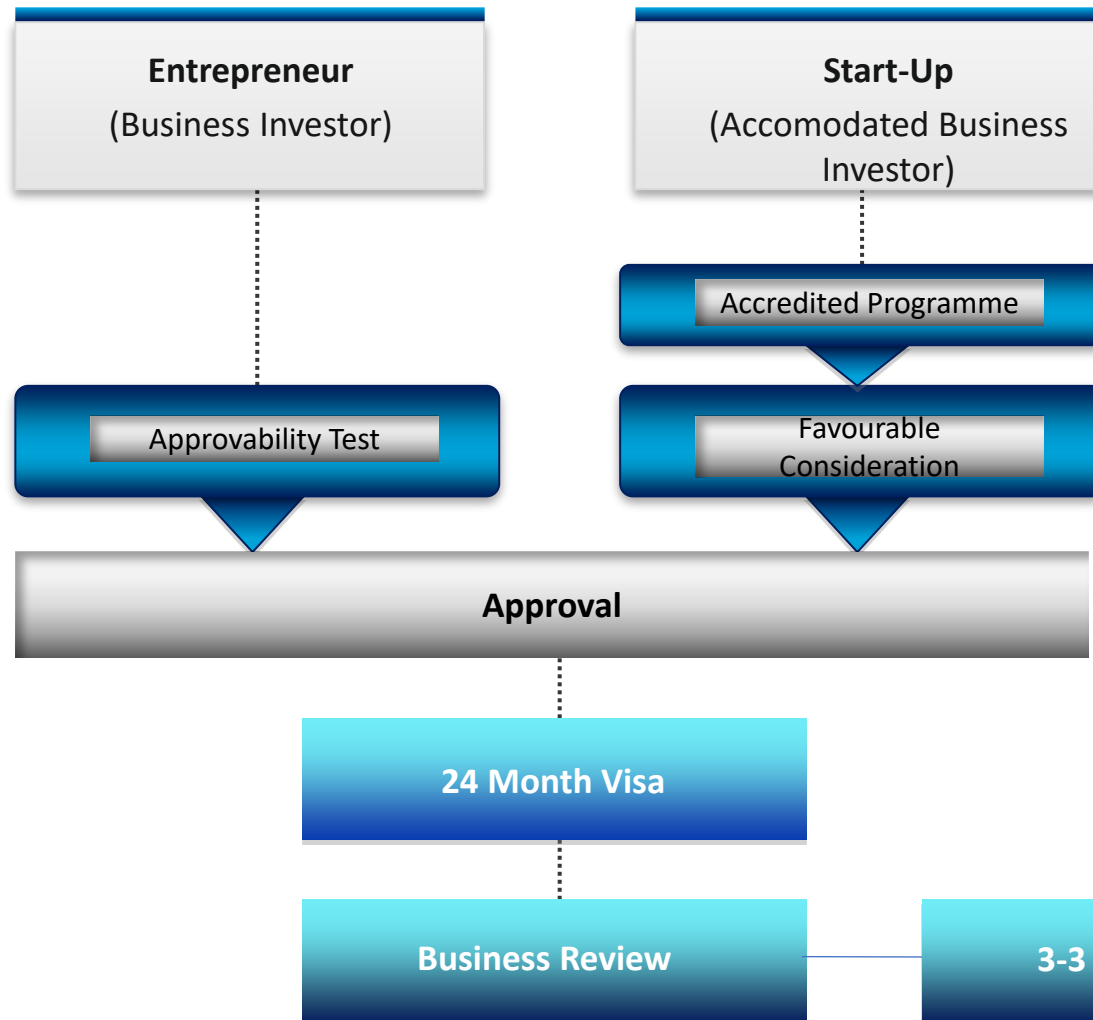 Entrepreneur
(Business Investor)
Start-Up
(Accomodated Business
Investor)
Accredited Programme
Approvability Test
Favourable
Consideration
Approval
24 Month Visa
Business Review
3-3